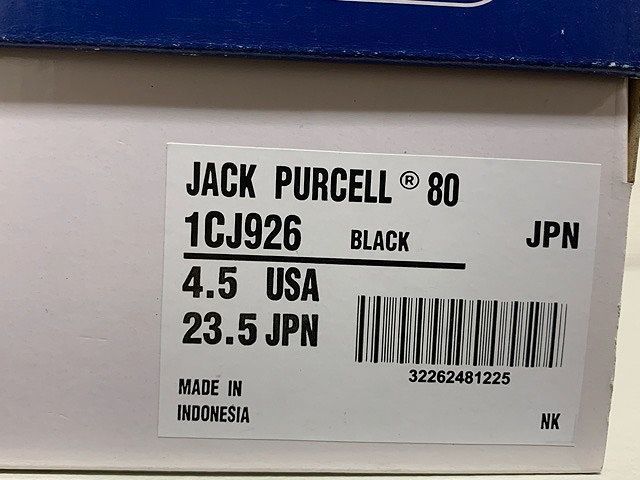 JACK PURCELL® 80
1CJ926 BLACK JPN
4.5 USA
23.5 JPN
32262481225
MADE IN
INDONESIA
NK